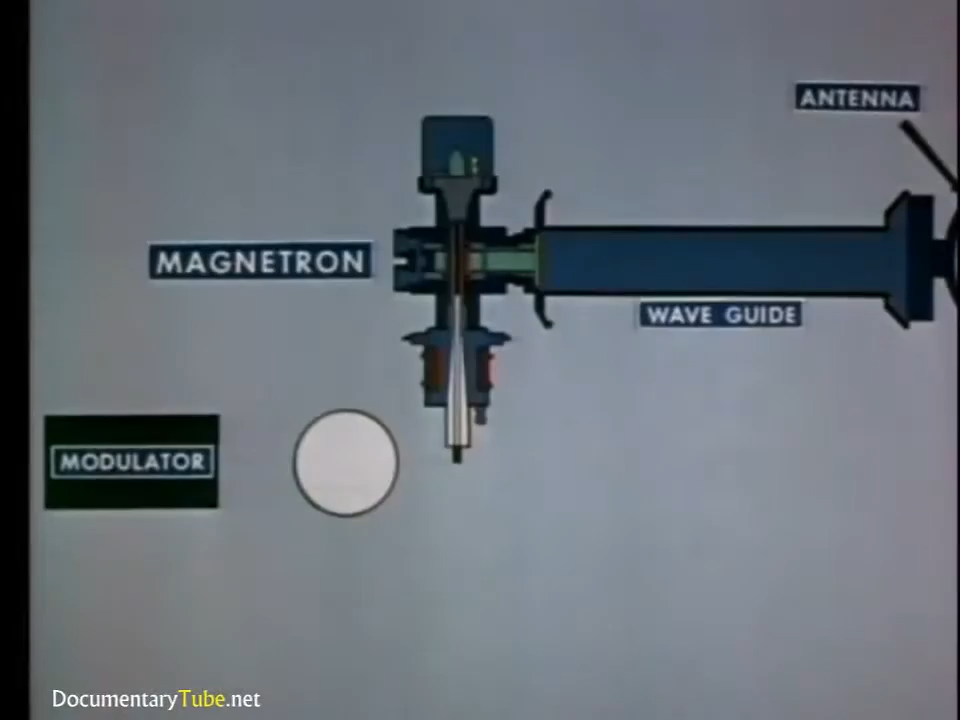 ANTENNA
MAGNETRON
WAVE GUIDE
MODULATOR
DocumentaryTube.net